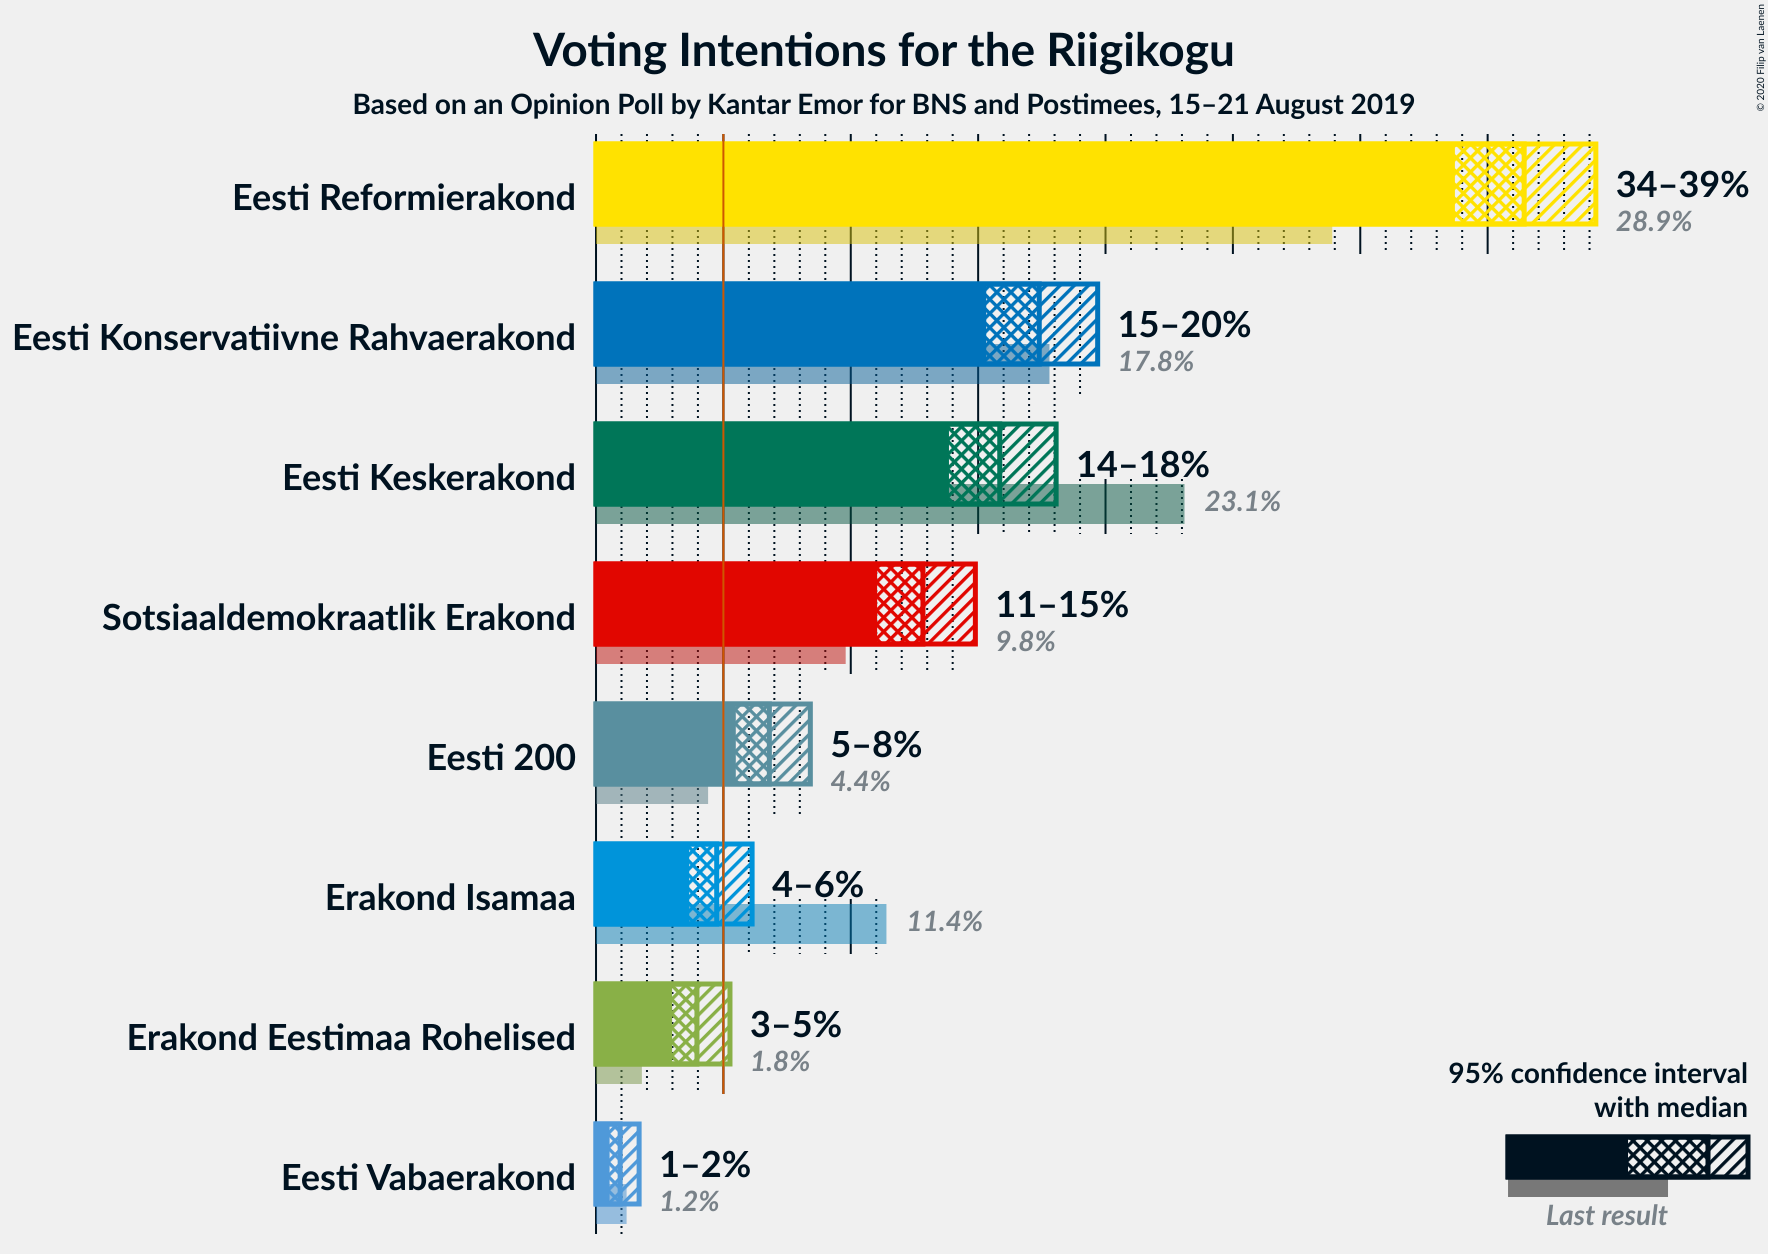 Voting Intentions for the Riigikogu
Based on an Opinion Poll by Kantar Emor for BNS and Postimees, 15–21 August 2019
© 2020 Filip van Laenen
Eesti Reformierakond
34–39%
28.9%
Eesti Konservatiivne Rahvaerakond
15–20%
17.8%
Eesti Keskerakond
14–18%
23.1%
Sotsiaaldemokraatlik Erakond
11–15%
9.8%
Eesti 200
5–8%
4.4%
Erakond Isamaa
4–6%
11.4%
Erakond Eestimaa Rohelised
3–5%
1.8%
Eesti Vabaerakond
1–2%
1.2%
95% confidence interval
with median
Last result